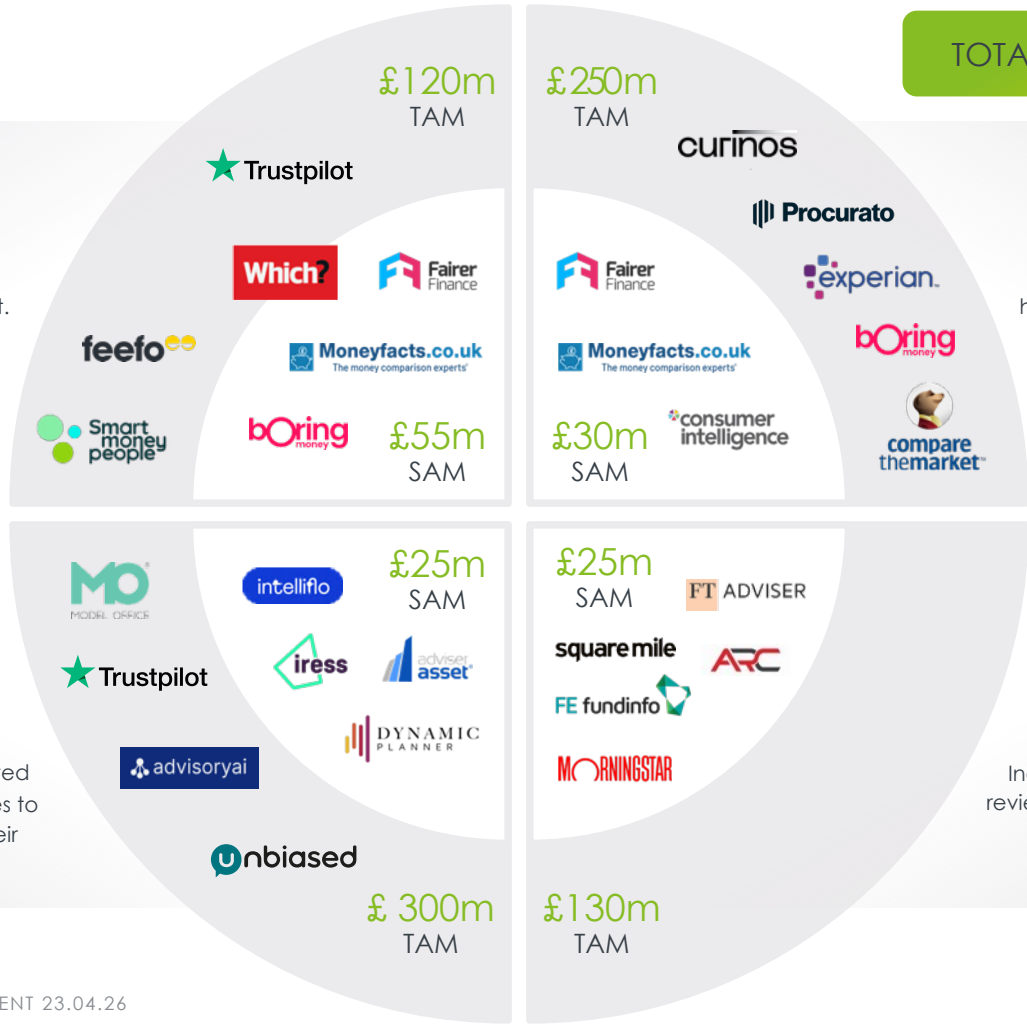 TOTA
£120m
TAM
£250m
TAM
curinos
Trustpilot
Procurato
Which?
Fairer
Finance
Fairer
Finance
experian.
t.
h
feefo
Moneyfacts.co.uk
The money comparison experts'
Moneyfacts.co.uk
The money comparison experts'
bOring
money
Smart
money
people
bOring
money
£55m
SAM
£30m
SAM
consumer
intelligence
compare
themarket™
MO
MODEL OFFICE
intelliflo
£25m
SAM
£25m
SAM
FT ADVISER
Trustpilot
iress
adviser
asset
square mile
ARC
FE fundinfo
DYNAMIC
PLANNER
MORNINGSTAR
advisoryai
ed
es to
eir
In
revie
unbiased
£ 300m
TAM
£130m
TAM
ENT 23.04.26